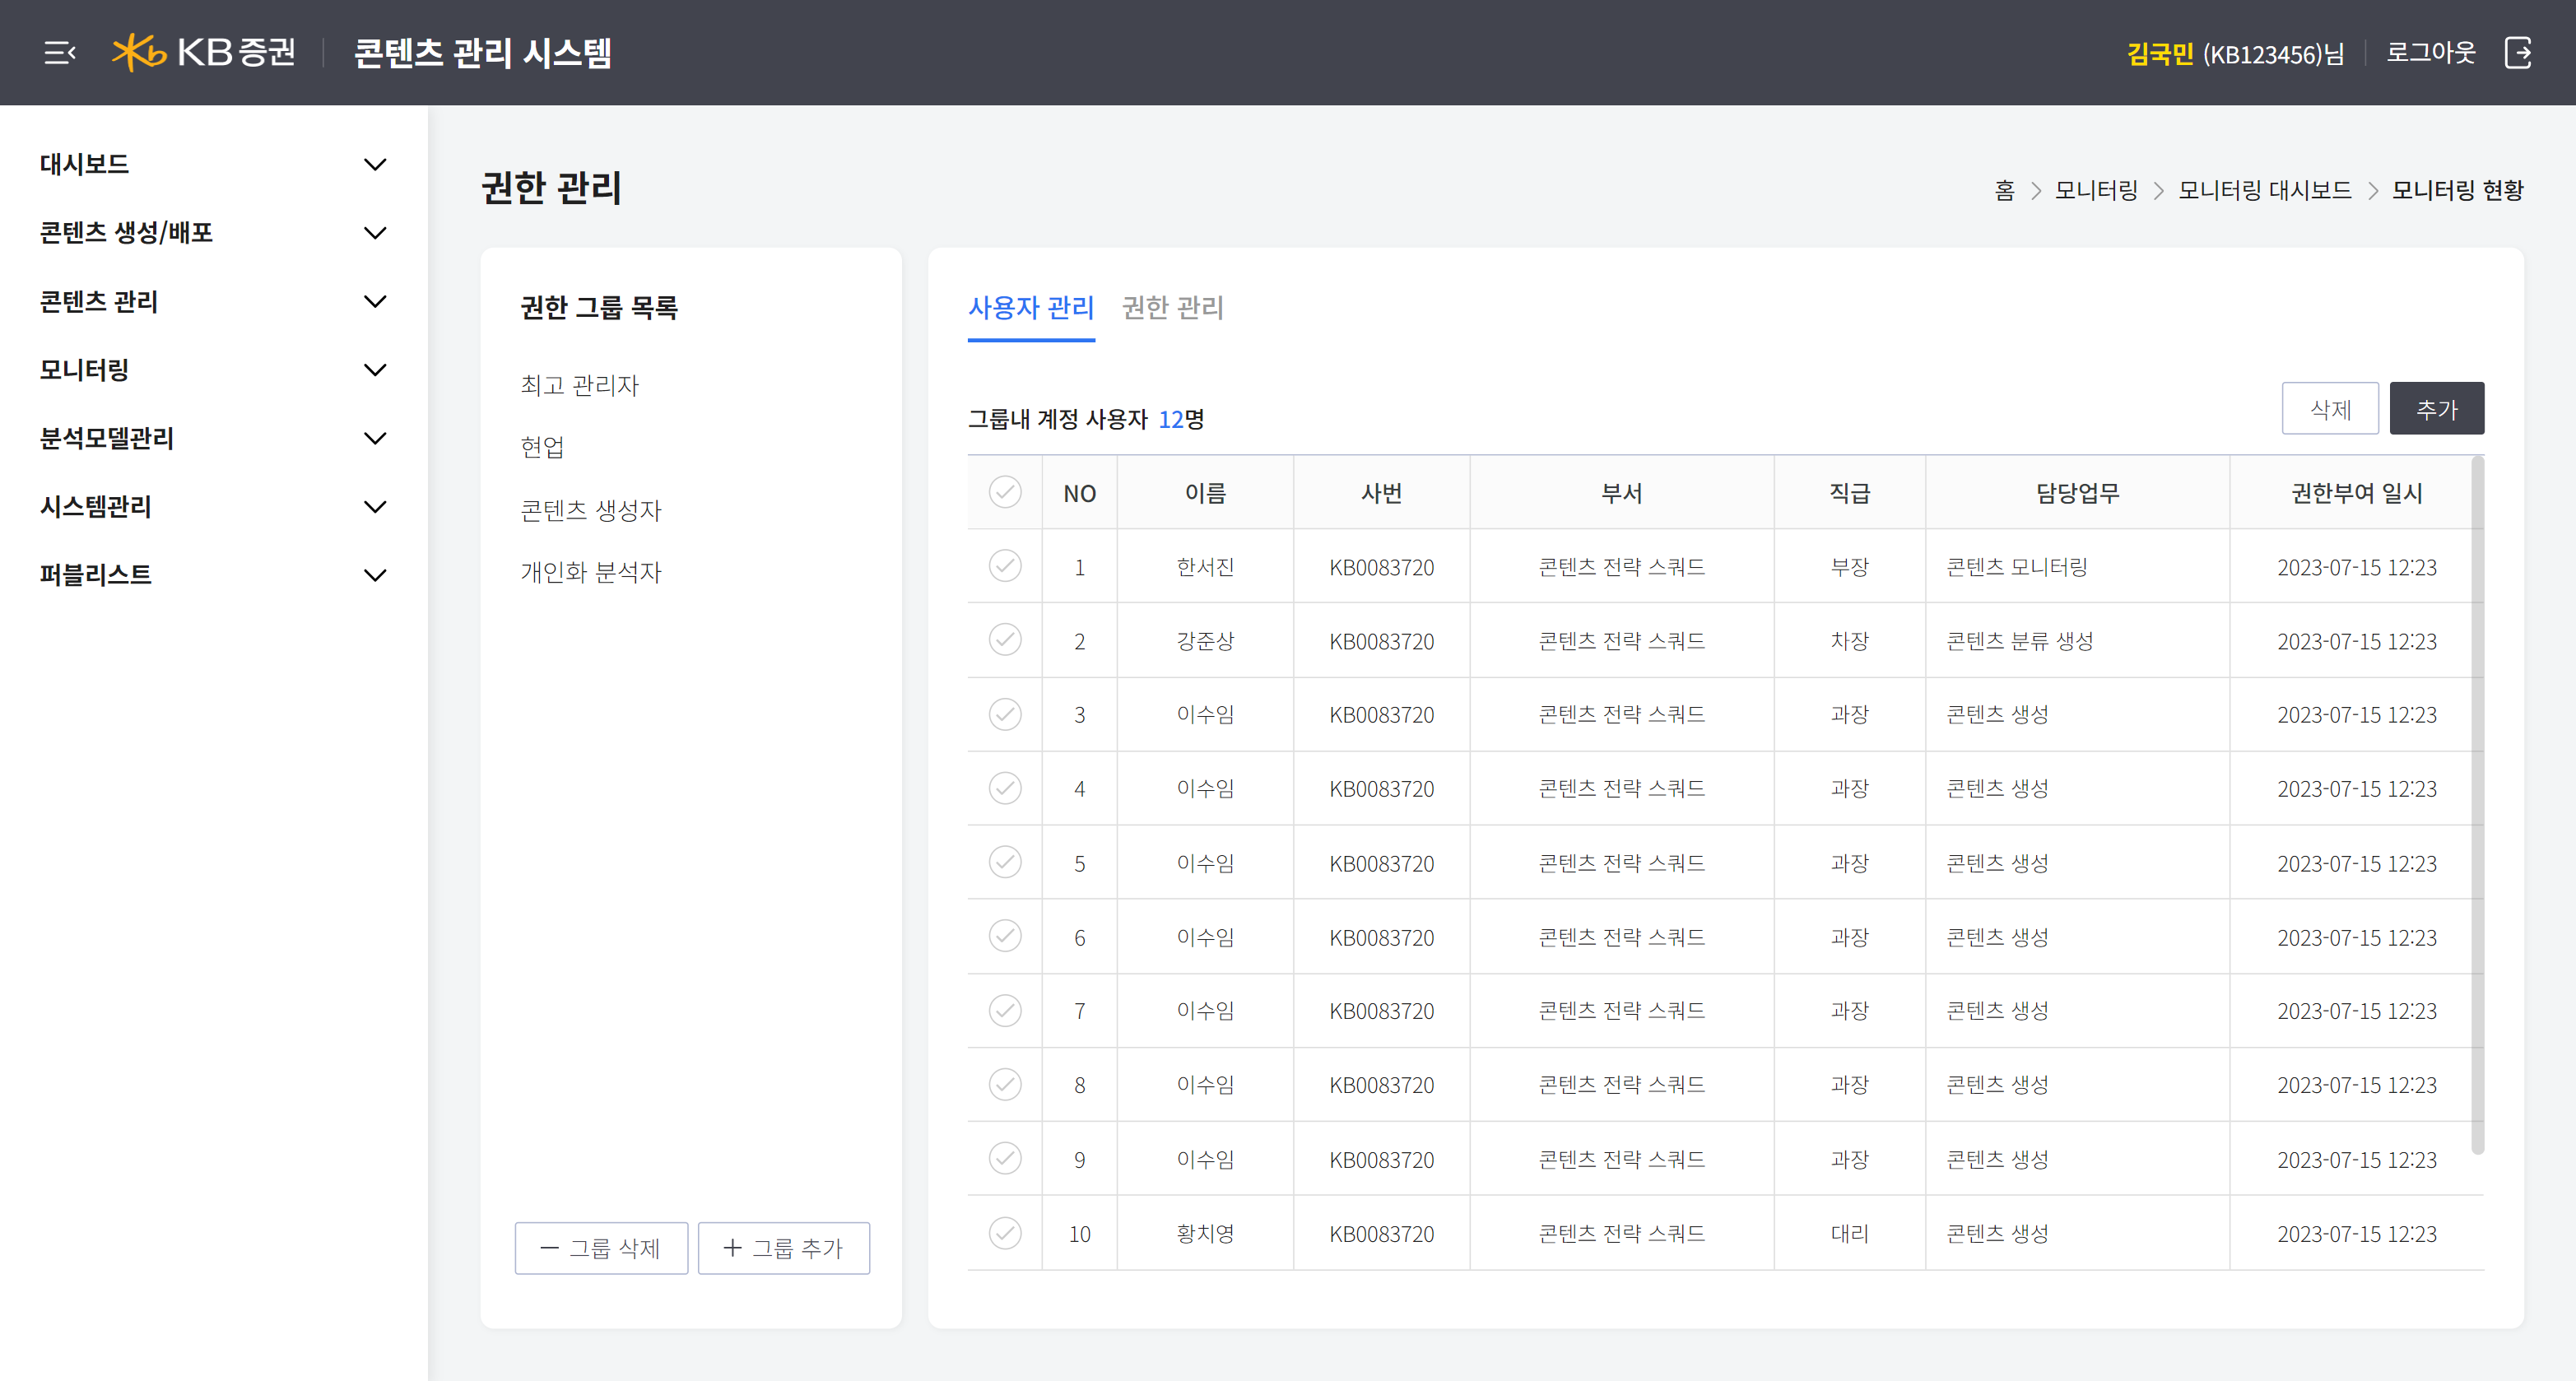 KB증권 콘텐츠 관리 시스템 김국민 (KB123456)님 로그아웃
대시보드
콘텐츠 생성/배포
콘텐츠 관리
모니터링
분석모델관리
시스템관리
퍼블리스트
권한 관리
홈 > 모니터링 > 모니터링 대시보드 > 모니터링 현황
권한 그룹 목록
최고 관리자
현업
콘텐츠 생성자
개인화 분석자
그룹 삭제 그룹 추가
사용자 관리 권한 관리
그룹내 계정 사용자 12명 삭제 추가
NO 이름 사번 부서 직급 담당업무 권한부여 일시
1 한서진 KB0083720 콘텐츠 전략 스쿼드 부장 콘텐츠 모니터링 2023-07-15 12:23
2 강준상 KB0083720 콘텐츠 전략 스쿼드 차장 콘텐츠 분류 생성 2023-07-15 12:23
3 이수임 KB0083720 콘텐츠 전략 스쿼드 과장 콘텐츠 생성 2023-07-15 12:23
4 이수임 KB0083720 콘텐츠 전략 스쿼드 과장 콘텐츠 생성 2023-07-15 12:23
5 이수임 KB0083720 콘텐츠 전략 스쿼드 과장 콘텐츠 생성 2023-07-15 12:23
6 이수임 KB0083720 콘텐츠 전략 스쿼드 과장 콘텐츠 생성 2023-07-15 12:23
7 이수임 KB0083720 콘텐츠 전략 스쿼드 과장 콘텐츠 생성 2023-07-15 12:23
8 이수임 KB0083720 콘텐츠 전략 스쿼드 과장 콘텐츠 생성 2023-07-15 12:23
9 이수임 KB0083720 콘텐츠 전략 스쿼드 과장 콘텐츠 생성 2023-07-15 12:23
10 황치영 KB0083720 콘텐츠 전략 스쿼드 대리 콘텐츠 생성 2023-07-15 12:23